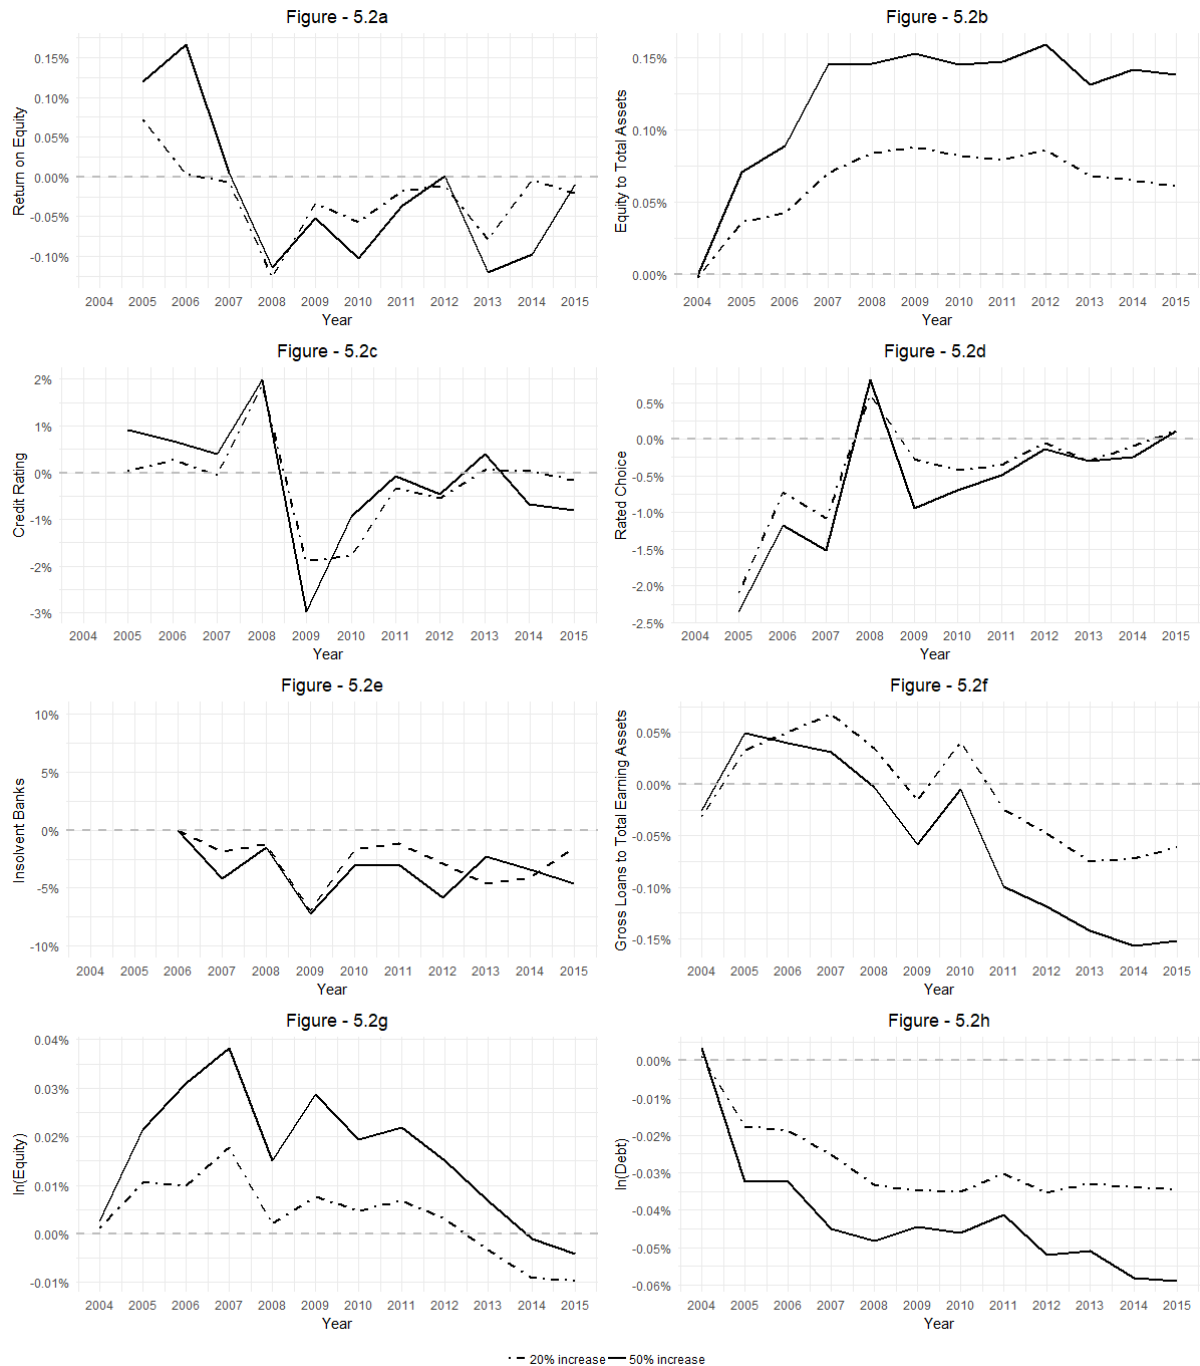 Figure - 5.2a
Return on Equity
0.15%
0.10%
0.05%
0.00%
-0.05%
-0.10%
2004 2005 2006 2007 2008 2009 2010 2011 2012 2013 2014 2015
Year
Figure - 5.2b
Equity to Total Assets
0.15%
0.10%
0.05%
0.00%
2004 2005 2006 2007 2008 2009 2010 2011 2012 2013 2014 2015
Year
Figure - 5.2c
Credit Rating
2%
1%
0%
-1%
-2%
-3%
2004 2005 2006 2007 2008 2009 2010 2011 2012 2013 2014 2015
Year
Figure - 5.2d
Rated Choice
0.5%
0.0%
-0.5%
-1.0%
-1.5%
-2.0%
-2.5%
2004 2005 2006 2007 2008 2009 2010 2011 2012 2013 2014 2015
Year
Figure - 5.2e
Insolvent Banks
10%
5%
0%
-5%
-10%
2004 2005 2006 2007 2008 2009 2010 2011 2012 2013 2014 2015
Year
Figure - 5.2f
Gross Loans to Total Earning Assets
0.05%
0.00%
-0.05%
-0.10%
-0.15%
2004 2005 2006 2007 2008 2009 2010 2011 2012 2013 2014 2015
Year
Figure - 5.2g
ln(Equity)
0.04%
0.03%
0.02%
0.01%
0.00%
-0.01%
2004 2005 2006 2007 2008 2009 2010 2011 2012 2013 2014 2015
Year
Figure - 5.2h
ln(Debt)
0.00%
-0.01%
-0.02%
-0.03%
-0.04%
-0.05%
-0.06%
2004 2005 2006 2007 2008 2009 2010 2011 2012 2013 2014 2015
Year
20% increase 50% increase